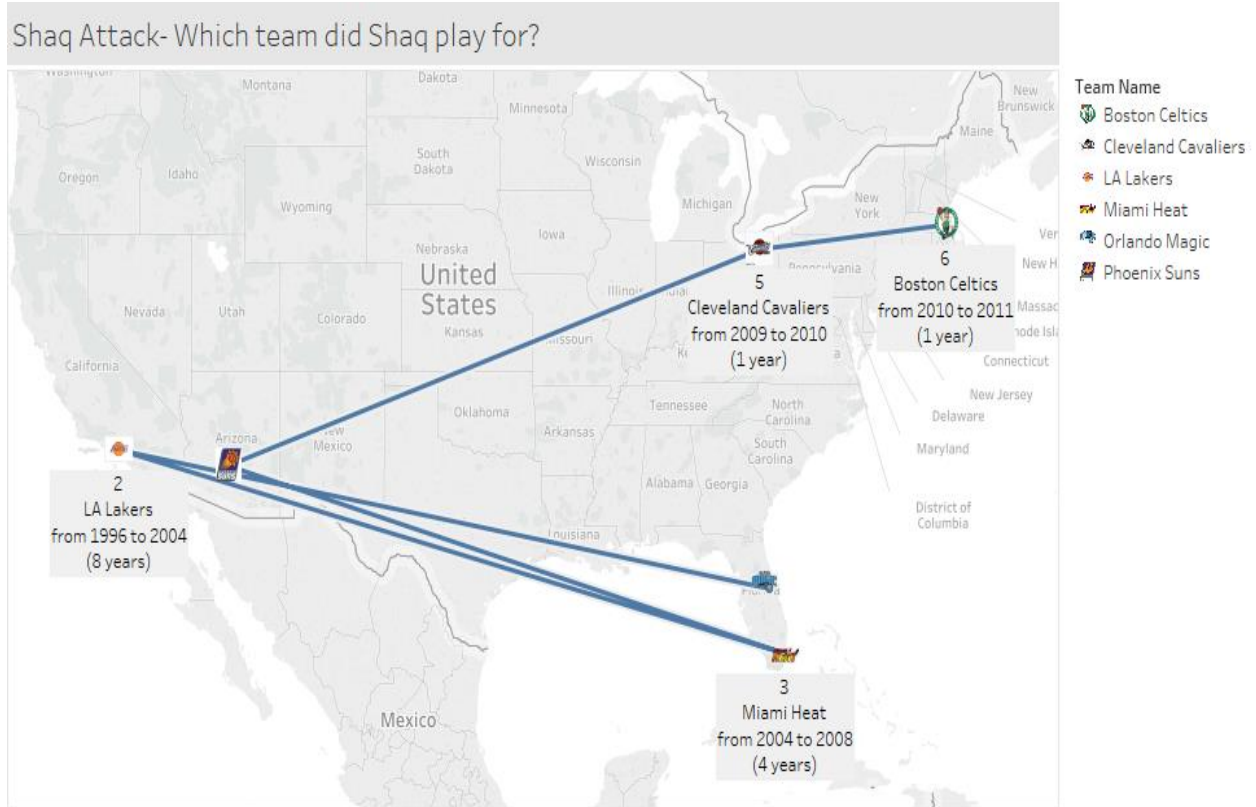 Shaq Attack- Which team did Shaq play for?
Washington
Montana
Dakota
Minnesota
New
Brunswick
Maine
Oregon
Idaho
South
Dakota
Wisconsin
Michigan
New
York
Wyoming
Iowa
Nebraska
United
States
Nevada
Utah
Colorado
Kansas
California
Pennsylvania
Oklahoma
Arkansas
Tennessee
North
Carolina
South
Carolina
Arizona
Mexico
Alabama
Georgia
Louisiana
Connecticut
New Jersey
Delaware
Maryland
District of
Columbia
Mexico
2
LA Lakers
from 1996 to 2004
(8 years)
3
Miami Heat
from 2004 to 2008
(4 years)
5
Cleveland Cavaliers
from 2009 to 2010
(1 year)
6
Boston Celtics
from 2010 to 2011
(1 year)
Team Name
Boston Celtics
Cleveland Cavaliers
LA Lakers
Miami Heat
Orlando Magic
Phoenix Suns